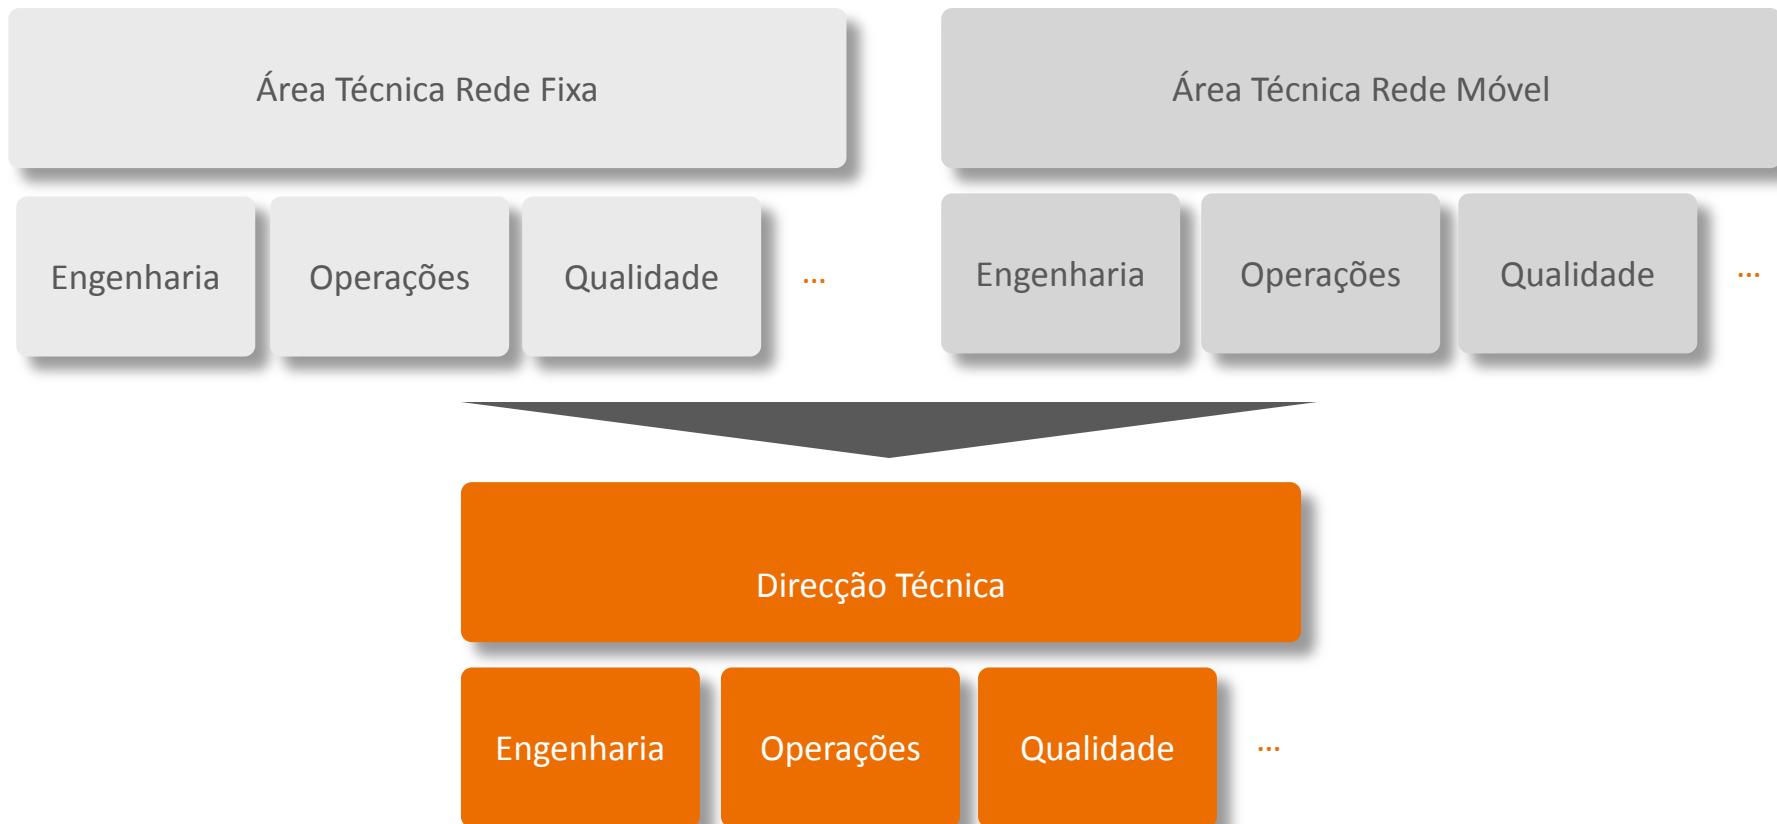 Área Técnica Rede Fixa
Área Técnica Rede Móvel
Engenharia
Operações
Qualidade
...
Engenharia
Operações
Qualidade
...
Direcção Técnica
Engenharia
Operações
Qualidade
...